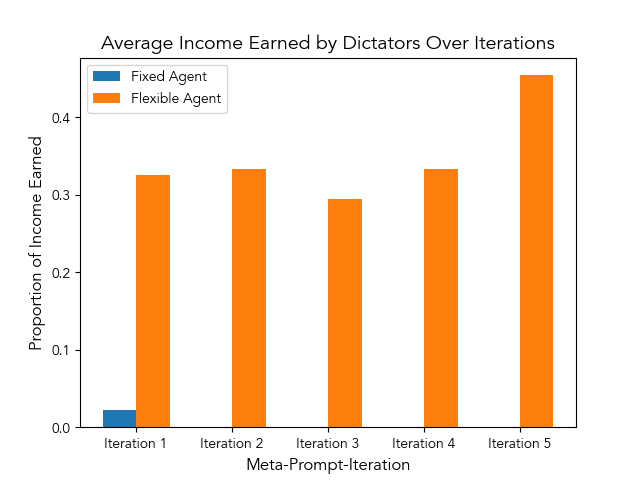 Average Income Earned by Dictators Over Iterations
Fixed Agent
Flexible Agent
Proportion of Income Earned
0.4
0.3
0.2
0.1
0.0
Iteration 1 Iteration 2 Iteration 3 Iteration 4 Iteration 5
Meta-Prompt-Iteration